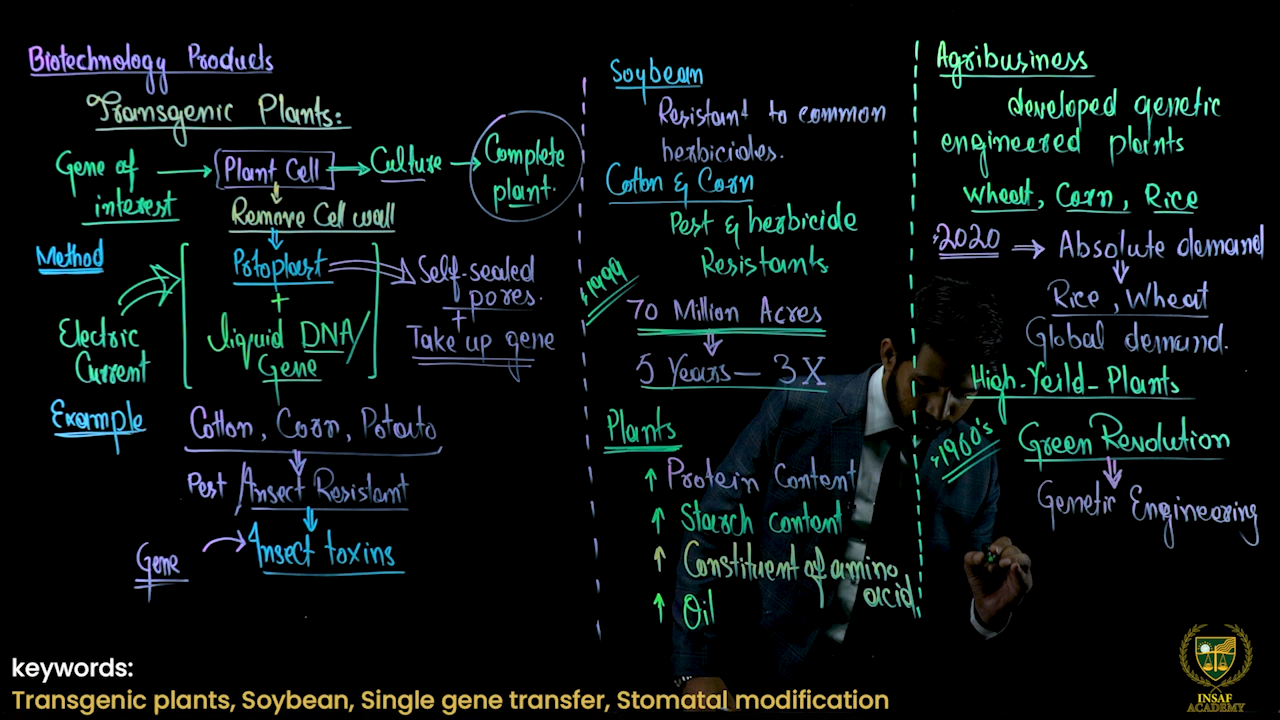 Biotechnology Products
Transgenic Plants:
Gene of interest
Plant Cell
Culture
Complete plant.
Remove Cell wall
Method
Potoplast
+
liquid DNA/
Gene
Self-sealed
pores.
+
Take up gene
Electric
Current
Example
Cotton, Corn, Potato
Pest/Insect Resistant
Gene
Insect toxins
Soybean
Resistant to common
herbicides.
Cotton & Corn
Pest & herbicide
Resistants
1999
70 Million Acres
5 Years — 3X
Plants
↑ Protein Content
↑ Starch content
↑ Constituent of amino
acid
↑ Oil
Agribusiness
developed genetic
engineered plants
Wheat, Corn, Rice
2020 Absolute demand
Rice, Wheat
Global demand.
High-Yeild-Plants
1960's
Green Revolution
Genetic Engineering
keywords:
Transgenic plants, Soybean, Single gene transfer, Stomatal modification
INSAF
ACADEMY